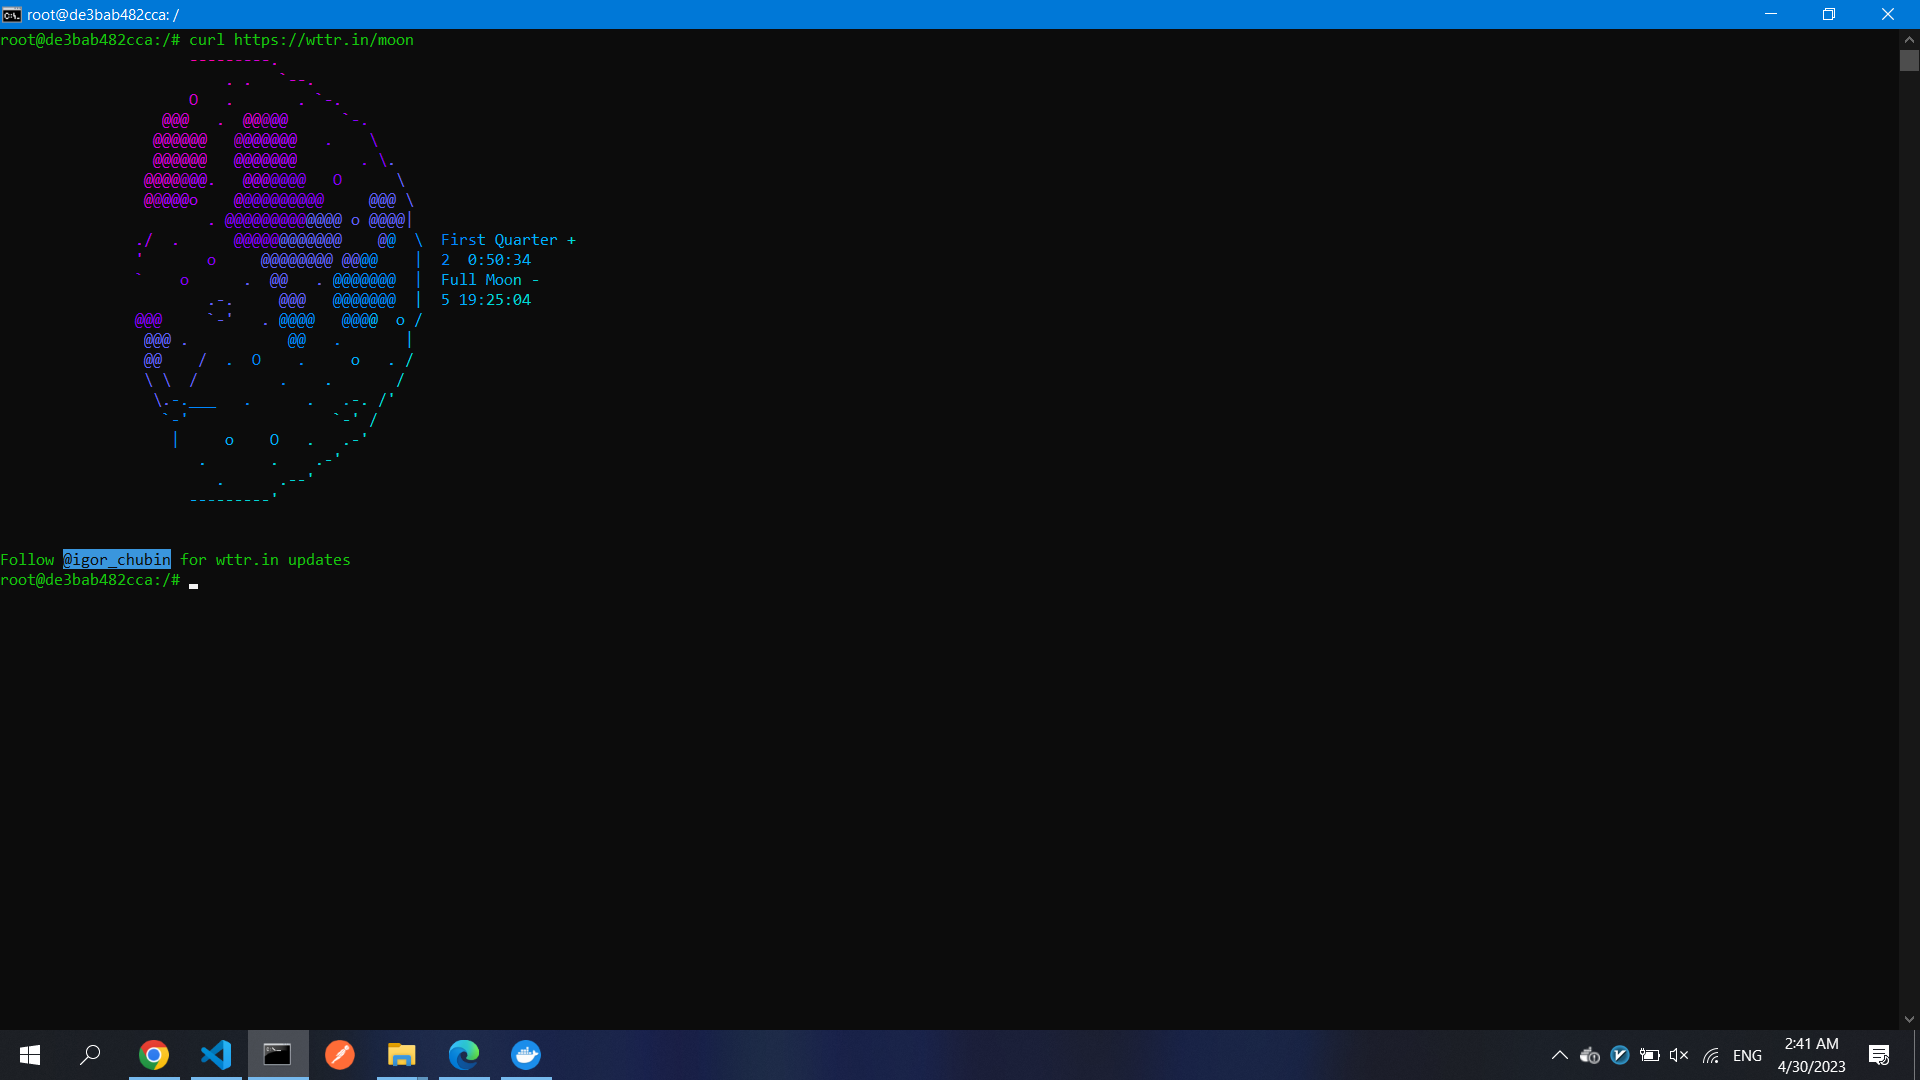 root@de3bab482cca: /
root@de3bab482cca:/# curl https://wttr.in/moon
                     ---------.
                         . .   `--.
                     O   .       . `-.
                  @@@   .  @@@@@      `-.
                 @@@@@@   @@@@@@@   .    \
                 @@@@@@   @@@@@@@       . \.
                @@@@@@@.   @@@@@@@   O      \
                @@@@@o    @@@@@@@@@@     @@@ \
                       . @@@@@@@@@@@@@ o @@@@|
               ./  .      @@@@@@@@@@@@    @@  \  First Quarter +
               '       o     @@@@@@@@ @@@@    |  2  0:50:34
               `    o      .  @@   . @@@@@@@  |  Full Moon -
                       .-.     @@@   @@@@@@@  |  5 19:25:04
               @@@     `-'   . @@@@   @@@@  o /
                @@@ .           @@   .       |
                @@    /  .  O    .     o   . /
                \ \  /         .    .       /
                 \.-.___   .      .   .-. /'
                  `-'                `-' /
                   |     o    O   .   .-'
                      .       .    .-'
                        .      .--'
                     ---------'
Follow @igor_chubin for wttr.in updates
root@de3bab482cca:/#
ENG
2:41 AM
4/30/2023